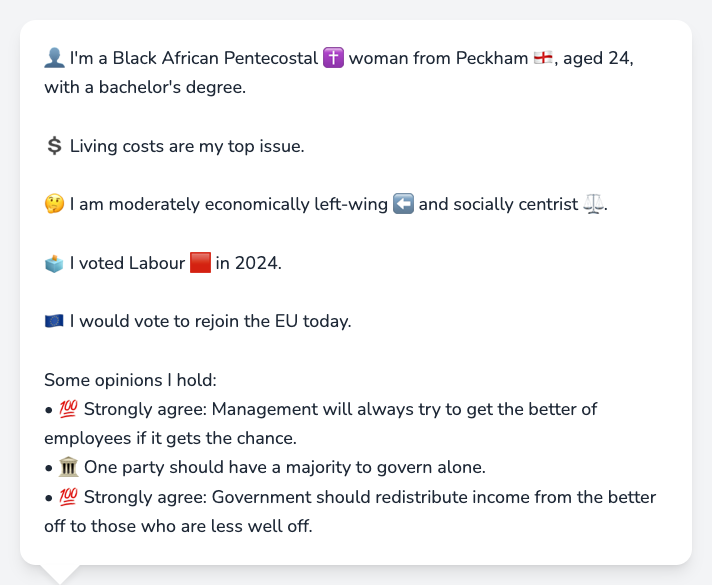 👤 I'm a Black African Pentecostal ✝️ woman from Peckham 🏴󠁧󠁢󠁥󠁮󠁧󠁿, aged 24,
with a bachelor's degree.
💲 Living costs are my top issue.
🤔 I am moderately economically left-wing ⬅️ and socially centrist ⚖️.
🗳️ I voted Labour 🟥 in 2024.
🇪🇺 I would vote to rejoin the EU today.
Some opinions I hold:
• 💯 Strongly agree: Management will always try to get the better of
employees if it gets the chance.
• 🏛️ One party should have a majority to govern alone.
• 💯 Strongly agree: Government should redistribute income from the better
off to those who are less well off.